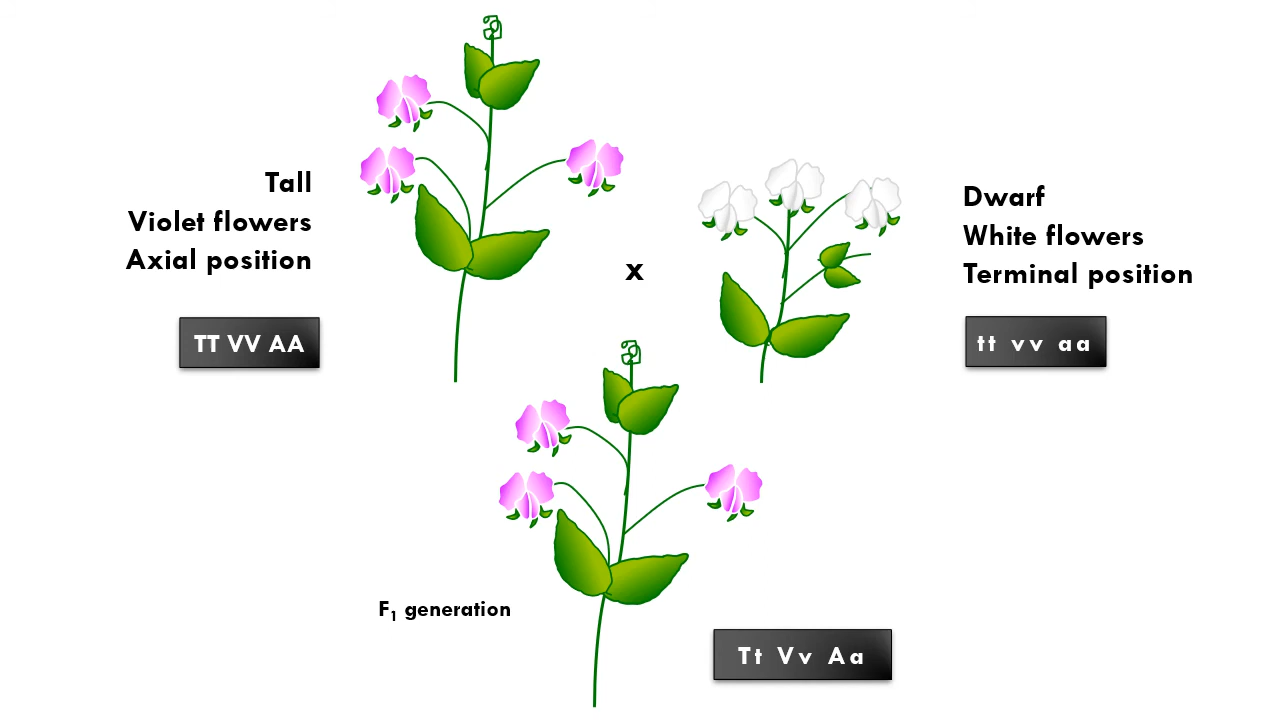 Tall
Violet flowers
Axial position
TT VV AA
x
Dwarf
White flowers
Terminal position
tt vv aa
F₁ generation
Tt Vv Aa